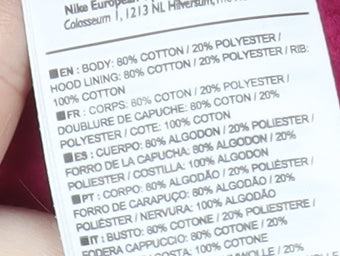 Nike European
Colosseum 1, 1213 NL Hilversum, The
EN : BODY: 80% COTTON / 20% POLYESTER /
HOOD LINING: 80% COTTON / 20% POLYESTER / RIB:
100% COTTON
FR : CORPS: 80% COTON / 20% POLYESTER /
DOUBLURE DE CAPUCHE: 80% COTON / 20%
POLYESTER / COTE: 100% COTON
ES : CUERPO: 80% ALGODON / 20% POLIESTER /
FORRO DE LA CAPUCHA: 80% ALGODON / 20%
POLIESTER / COSTILLA: 100% ALGODON
PT : CORPO: 80% ALGODÃO / 20% POLIÉSTER /
FORRO DE CARAPUÇO: 80% ALGODÃO / 20%
POLIÉSTER / NERVURA: 100% ALGODÃO
IT : BUSTO: 80% COTONE / 20% POLIESTERE /
FODERA CAPPUCCIO: 80% COTONE / 20%
COSTA: 100% COTONE
WOLLE / 20%